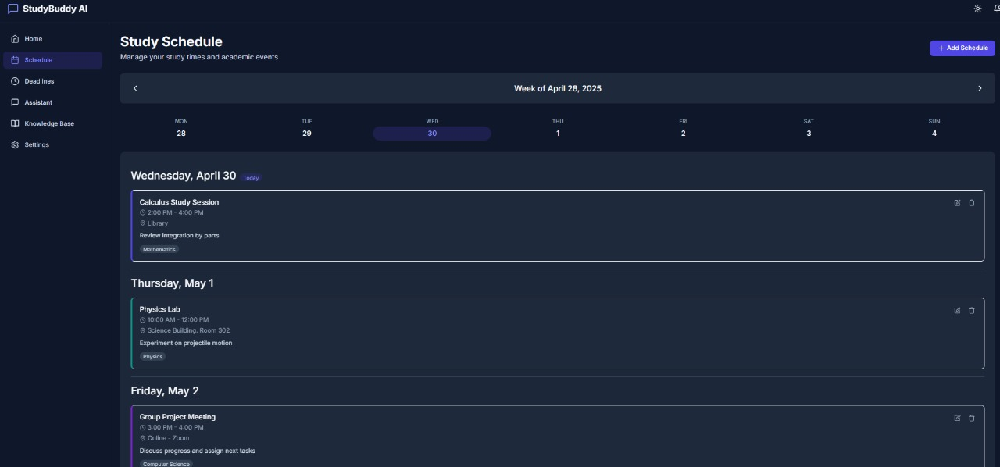 StudyBuddy AI
Home
Schedule
Deadlines
Assistant
Knowledge Base
Settings
Study Schedule
Manage your study times and academic events
+ Add Schedule
Week of April 28, 2025
MON TUE WED THU FRI SAT SUN
28 29 30 1 2 3 4
Wednesday, April 30 Today
Calculus Study Session
2:00 PM - 4:00 PM
Library
Review integration by parts
Mathematics
Thursday, May 1
Physics Lab
10:00 AM - 12:00 PM
Science Building, Room 302
Experiment on projectile motion
Physics
Friday, May 2
Group Project Meeting
3:00 PM - 4:00 PM
Online - Zoom
Discuss progress and assign next tasks
Computer Science